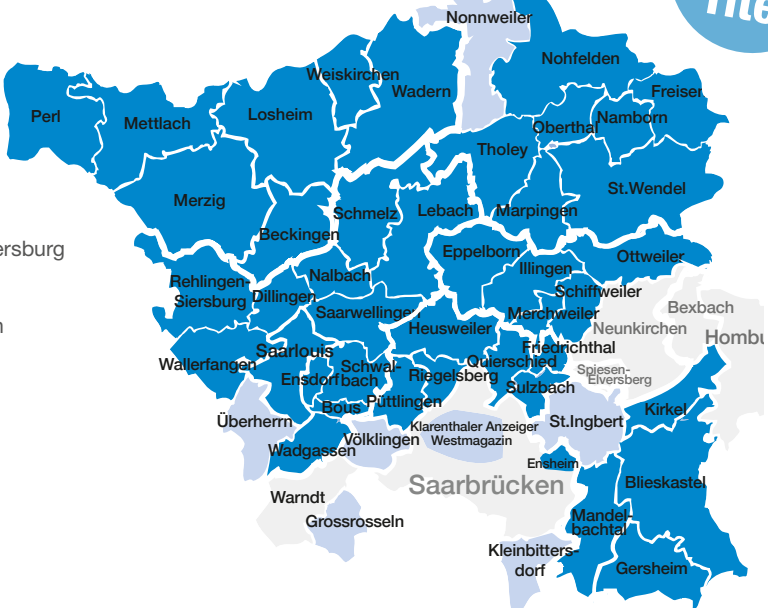 Nonnweiler
Nohfelden
Weiskirchen
Wadern
Freisen
Perl
Mettlach
Losheim
Oberthal
Namborn
Tholey
St.Wendel
Merzig
Schmelz
Lebach
Marpingen
Beckingen
ersburg
Eppelborn
Ottweiler
Illingen
Nalbach
Rehlingen-
Siersburg
Dillingen
Schiffweiler
Saarwellingen
Merchweiler
Bexbach
Heusweiler
Neunkirchen
Hombu
Saarlouis
Friedrichthal
Wallerfangen
Quierschied
Schwal-
bach
Ensdorf
Riegelsberg
Spiesen-
Elversberg
Sulzbach
Bous
Püttlingen
Kirkel
Überherrn
Klarenthaler Anzeiger
Westmagazin
St.Ingbert
Völklingen
Wadgassen
Ensheim
Saarbrücken
Blieskastel
Warndt
Grossrosseln
Mandel-
bachtal
Kleinbitters-
dorf
Gersheim